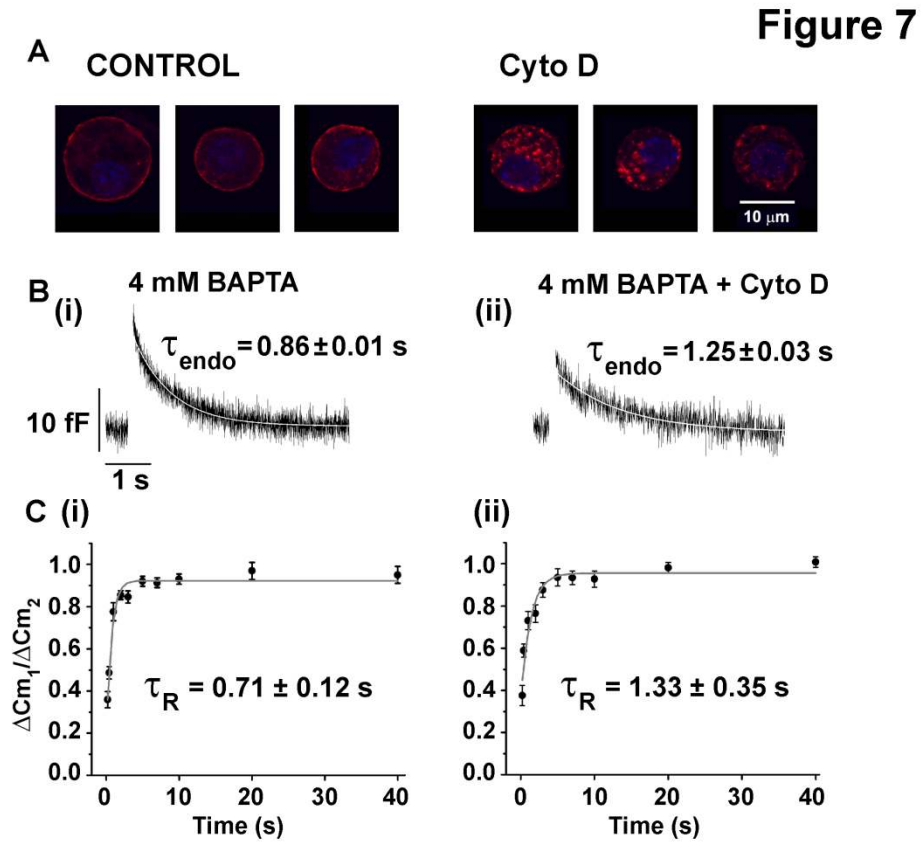 Figure 7
A
CONTROL
Cyto D
10 μm
B
(i)
4 mM BAPTA
τendo = 0.86 ± 0.01 s
10 fF
1 s
(ii)
4 mM BAPTA + Cyto D
τendo = 1.25 ± 0.03 s
C (i)
ΔCm1/ΔCm2
1.0
0.8
0.6
0.4
0.2
0.0
τR = 0.71 ± 0.12 s
0 10 20 30 40
Time (s)
(ii)
1.0
0.8
0.6
0.4
0.2
0.0
τR = 1.33 ± 0.35 s
0 10 20 30 40
Time (s)